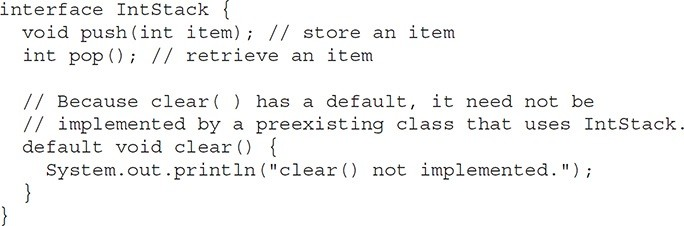 interface IntStack {
  void push(int item); // store an item
  int pop(); // retrieve an item

  // Because clear( ) has a default, it need not be
  // implemented by a preexisting class that uses IntStack.
  default void clear() {
    System.out.println("clear() not implemented.");
  }
}